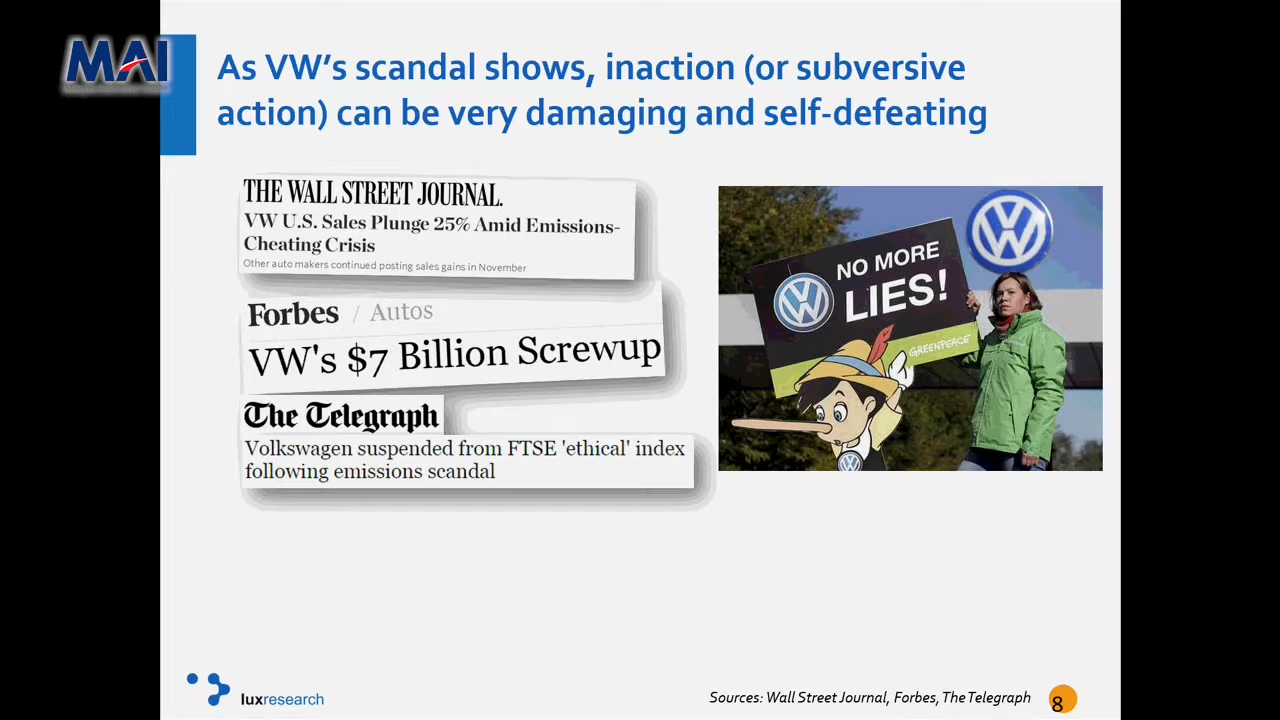 MAI
As VW's scandal shows, inaction (or subversive
action) can be very damaging and self-defeating
THE WALL STREET JOURNAL.
VW U.S. Sales Plunge 25% Amid Emissions-
Cheating Crisis
Other auto makers continued posting sales gains in November
Forbes / Autos
VW's $7 Billion Screwup
The Telegraph
Volkswagen suspended from FTSE 'ethical' index
following emissions scandal
VW
NO MORE
VW LIES!
GREENPEACE
VW
luxresearch
Sources: Wall Street Journal, Forbes, The Telegraph
8